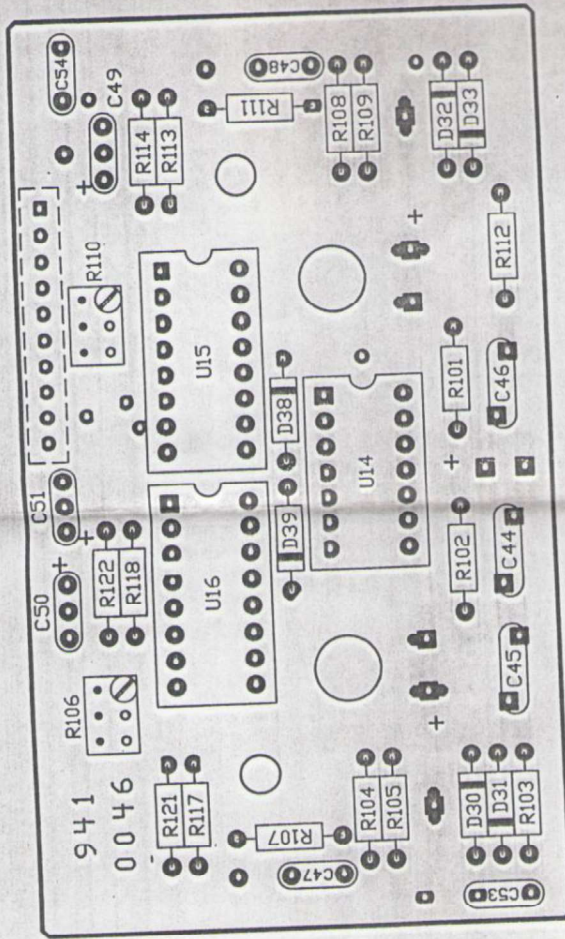 941
0046
R106
C50
C51
+
+
R122
R118
R121
R117
R107
C47
R104
R105
D30
D31
R103
C53
+
C45
C44
C46
R102
R101
+
U16
U15
U14
D39
D38
R110
C49
+
C54
R114
R113
R111
C48
R108
R109
D32
D33
R112
+